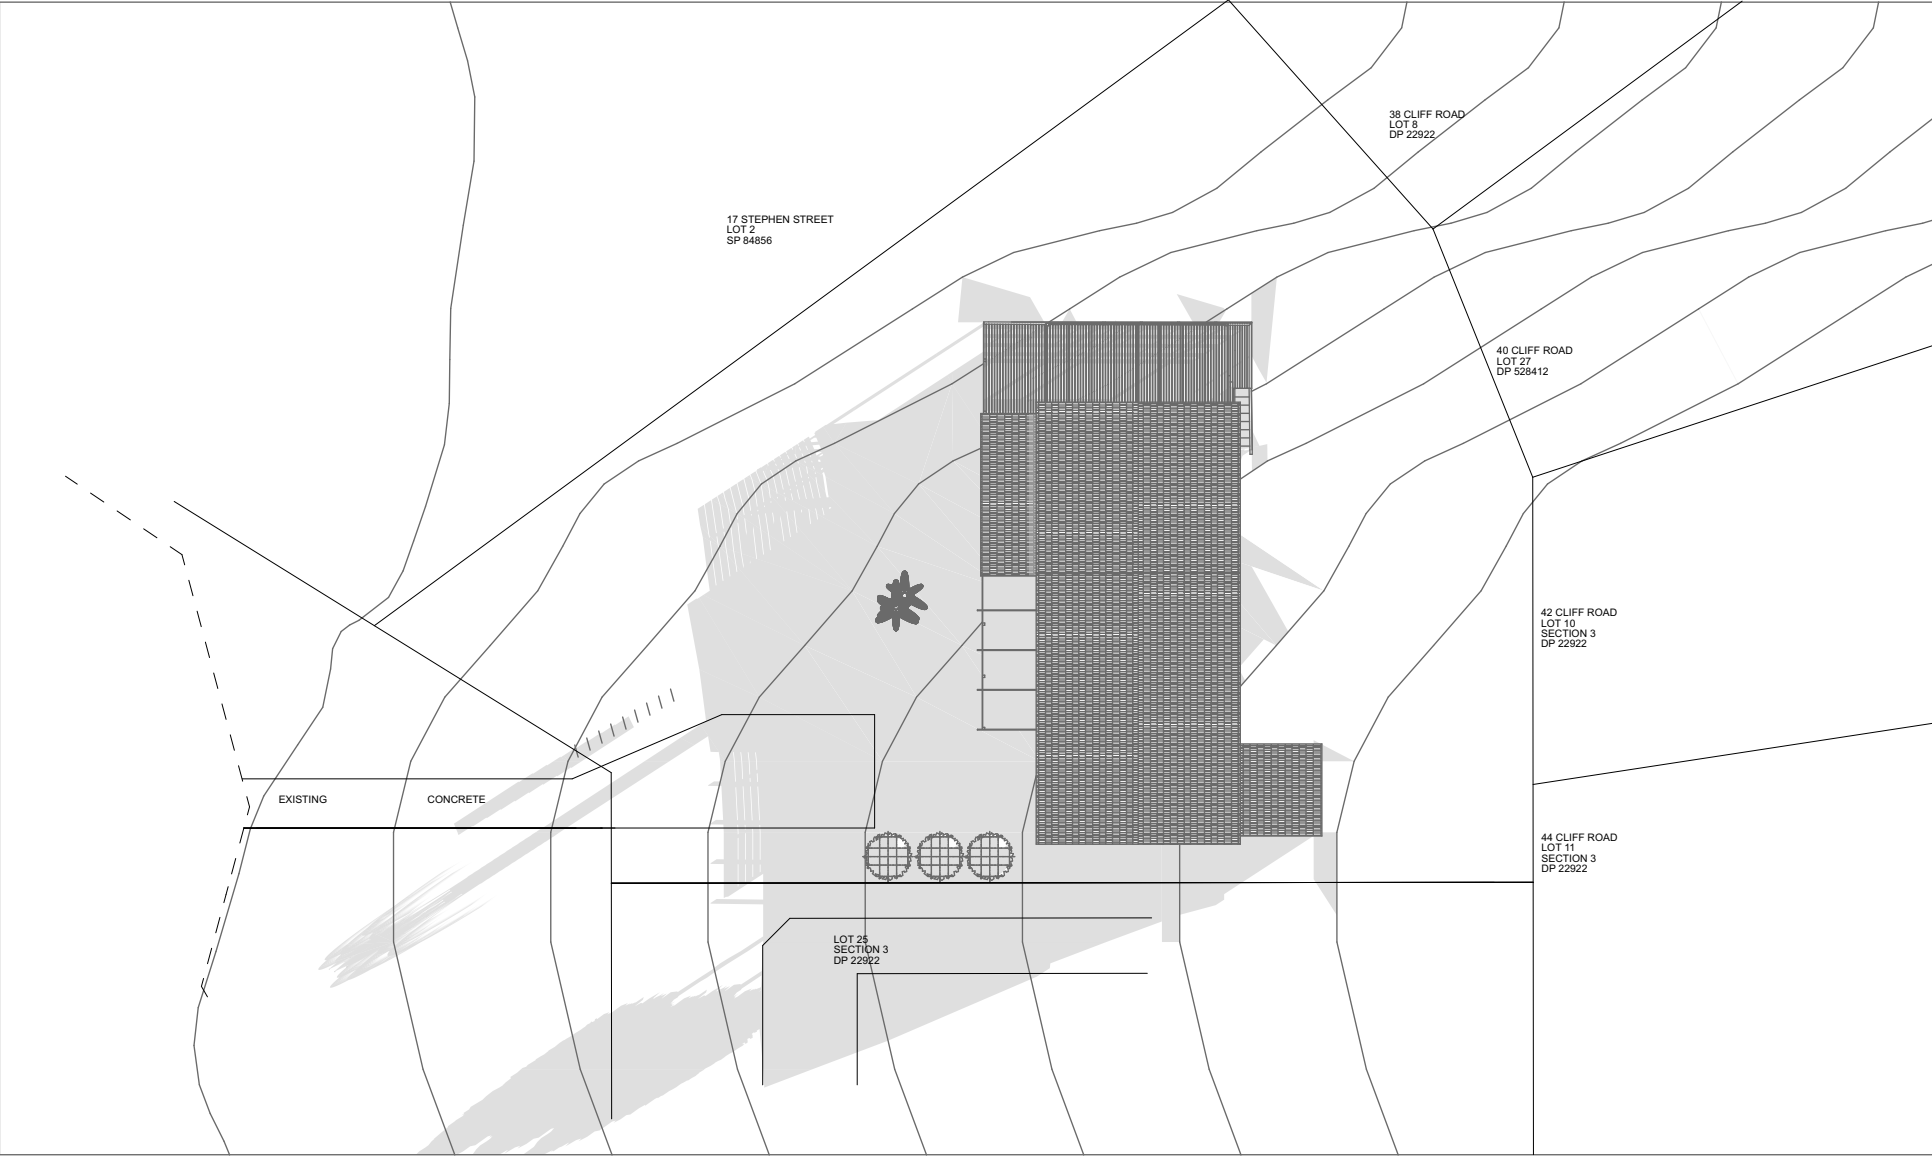 38 CLIFF ROAD
LOT 8
DP 22922
17 STEPHEN STREET
LOT 2
SP 84856
40 CLIFF ROAD
LOT 27
DP 528412
42 CLIFF ROAD
LOT 10
SECTION 3
DP 22922
EXISTING CONCRETE
44 CLIFF ROAD
LOT 11
SECTION 3
DP 22922
LOT 25
SECTION 3
DP 22922